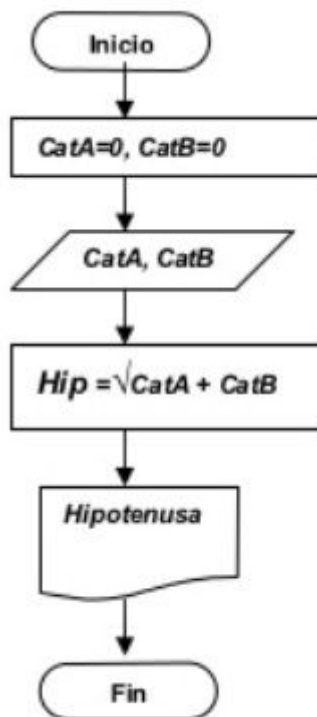 Inicio
CatA=0, CatB=0
CatA, CatB
Hip =√CatA + CatB
Hipotenusa
Fin